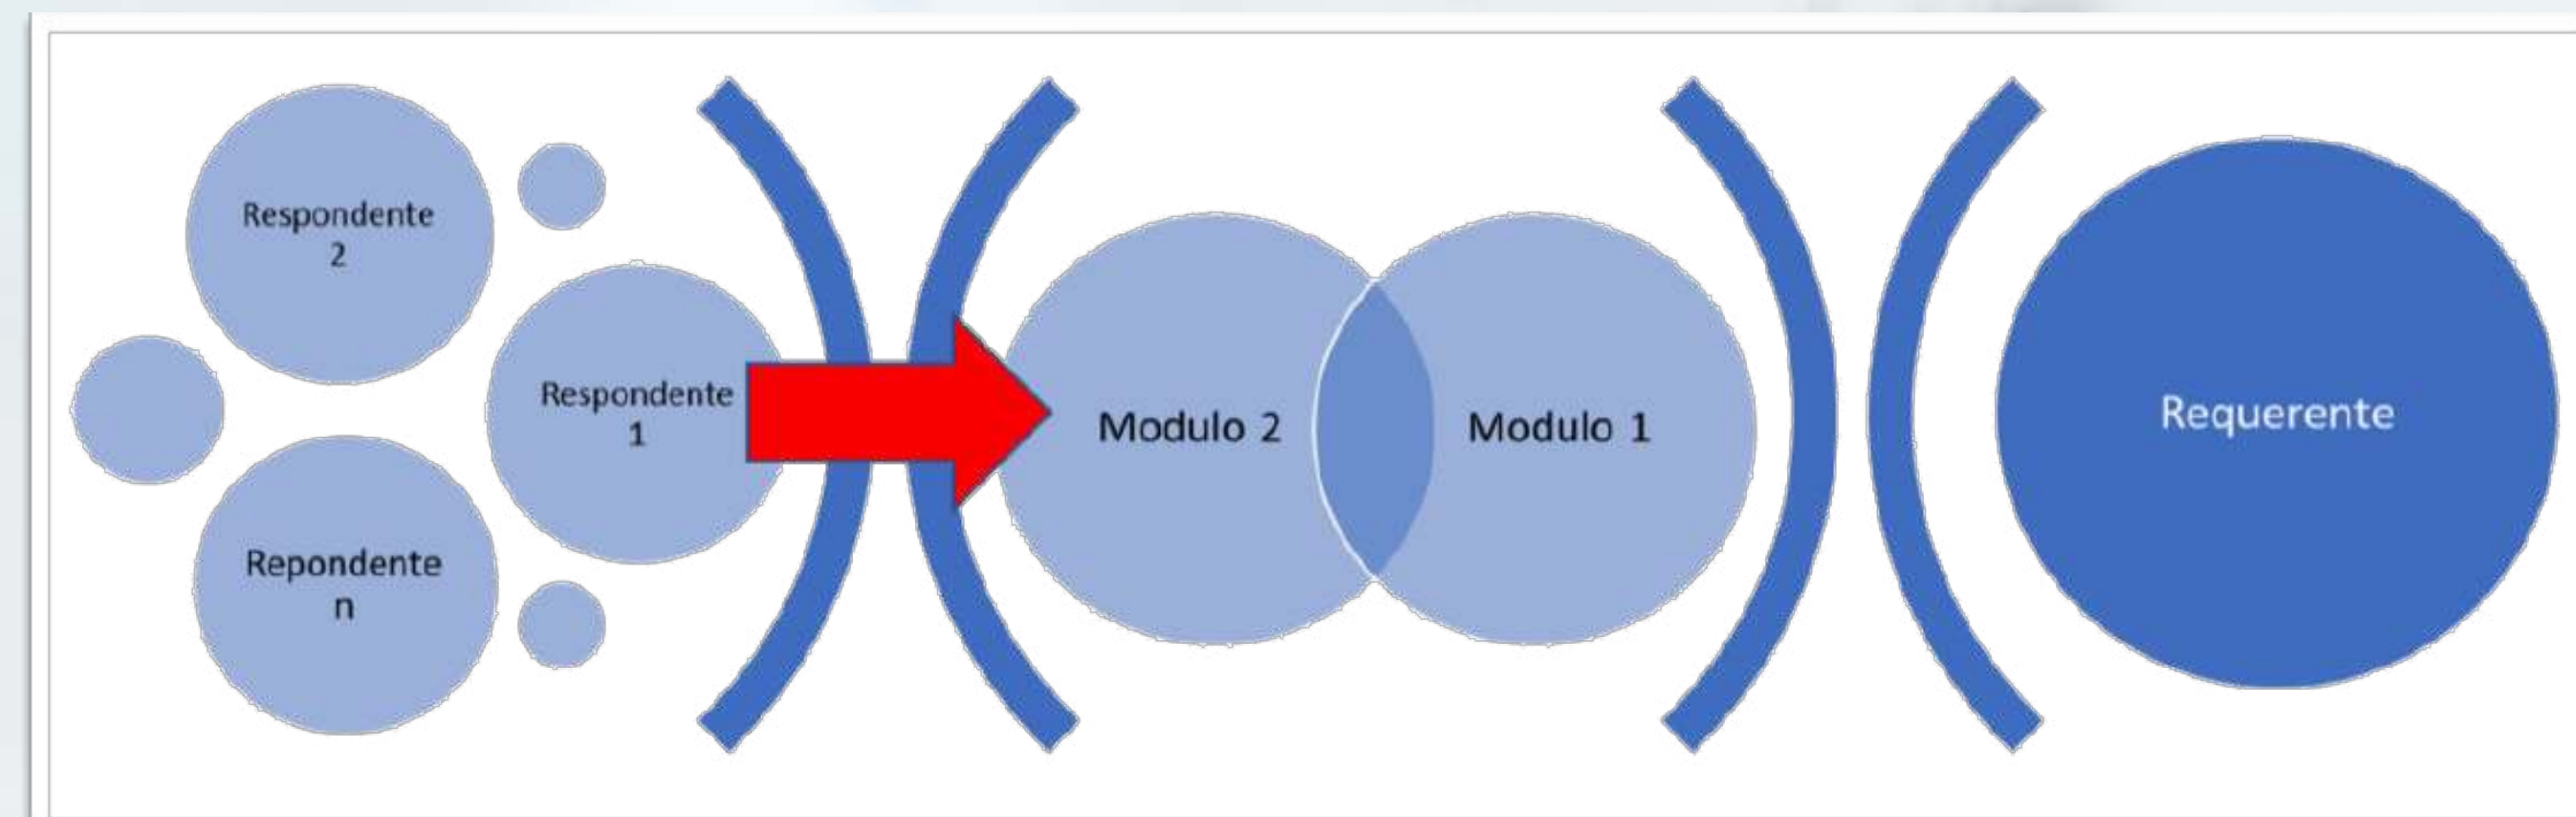 Respondente
2
Respondente
1
Repondente
n
Modulo 2
Modulo 1
Requerente